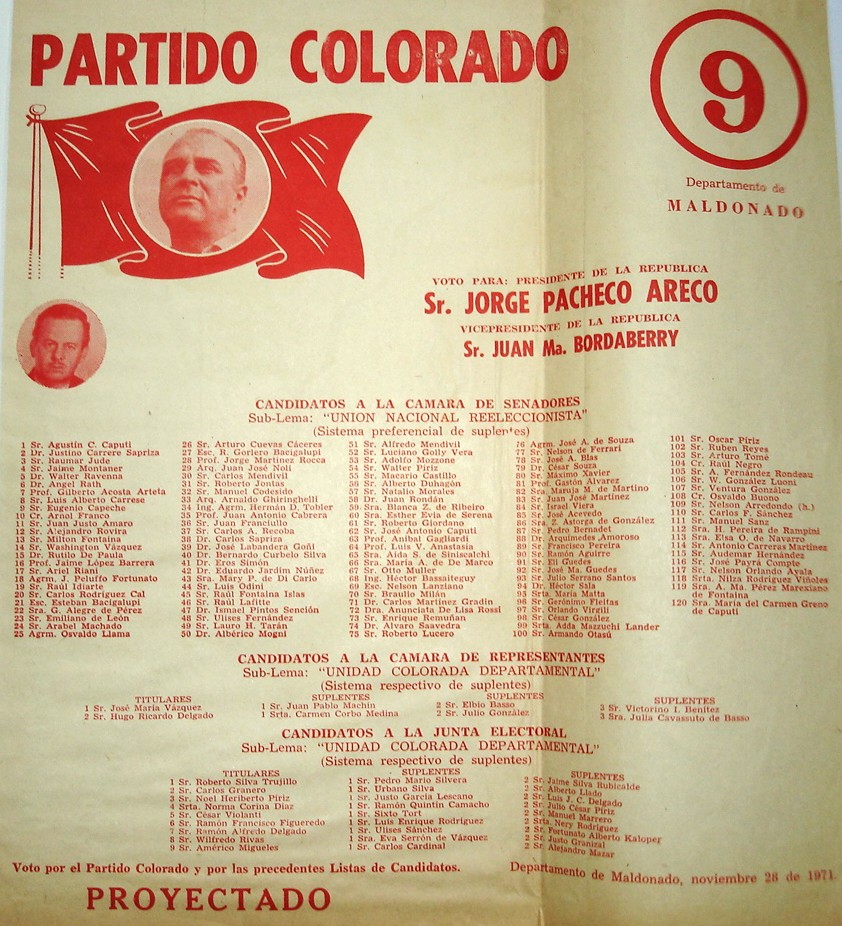 PARTIDO COLORADO
9
Departamento de
MALDONADO
VOTO PARA: PRESIDENTE DE LA REPUBLICA
Sr. JORGE PACHECO ARECO
VICEPRESIDENTE DE LA REPUBLICA
Sr. JUAN Ma. BORDABERRY
CANDIDATOS A LA CAMARA DE SENADORES
Sub-Lema: "UNION NACIONAL REELECCIONISTA"
(Sistema preferencial de suplentes)
1 Sr. Agustín C. Caputi
2 Dr. Justino Carrere Sapriza
3 Sr. Raumar Jude
4 Sr. Jaime Montaner
5 Dr. Walter Ravenna
6 Dr. Angel Rath
7 Prof. Gilberto Acosta Arteta
8 Sr. Luis Alberto Carrese
9 Sr. Eugenio Capeche
10 Cr. Arnol Franco
11 Sr. Juan Justo Amaro
12 Sr. Alejandro Rovira
13 Sr. Milton Fontaina
14 Sr. Washington Vázquez
15 Dr. Rutilo De Paula
16 Prof. Jaime López Barrera
17 Sr. Ariel Riani
18 Agrm. J. Peluffo Fortunato
19 Sr. Raúl Idiarte
20 Sr. Carlos Rodríguez Cal
21 Esc. Esteban Bacigalupi
22 Sra. G. Alegre de Pérez
23 Sr. Emiliano de León
24 Sr. Arabel Machado
25 Agrm. Osvaldo Llama
26 Sr. Arturo Cuevas Cáceres
27 Esc. R. Goriero Bacigalupi
28 Prof. Jorge Martínez Rocca
29 Arq. Juan José Noli
30 Sr. Carlos Mendivil
31 Sr. Roberto Jontas
32 Sr. Manuel Codesido
33 Arq. Arnoldo Ghiringhelli
34 Ing. Agrm. Hermán D. Tobler
35 Prof. Juan Antonio Cabrera
36 Sr. Juan Franciullo
37 Sr. Carlos A. Recoba
38 Dr. Carlos Sapriza
39 Dr. José Labandera Goñi
40 Dr. Bernardo Corbelo Silva
41 Dr. Eros Simón
42 Dr. Eduardo Jardim Núñez
43 Sra. Mary P. de Di Carlo
44 Sr. Luis Odini
45 Sr. Raúl Fontaina Islas
46 Sr. Raúl Lafitte
47 Dr. Ismael Pintos Sención
48 Sr. Ulises Fernández
49 Sr. Lauro H. Tarán
50 Dr. Albérico Mogni
51 Sr. Alfredo Mendivil
52 Sr. Luciano Golly Vera
53 Sr. Adolfo Mozzone
54 Sr. Walter Píriz
55 Sr. Macario Castillo
56 Sr. Alberto Duhagón
57 Sr. Natalio Morales
58 Dr. Juan Rondán
59 Sra. Blanca Z. de Ribeiro
60 Sra. Esther Evia de Serena
61 Sr. Roberto Giordano
62 Sr. José Antonio Caputi
63 Prof. Anibal Gagliardi
64 Prof. Luis V. Anastasia
65 Sra. Aída S. de Siniscalchi
66 Sra. María A. de De Marco
67 Sr. Otto Muller
68 Ing. Héctor Bassaiteguy
69 Esc. Nelson Lanziano
70 Sr. Braulio Milán
71 Dr. Carlos Martínez Gradín
72 Dra. Anunciata De Lisa Rossi
73 Sr. Enrique Remuñan
74 Dr. Alvaro Saavedra
75 Sr. Roberto Lucero
76 Agrm. José A. de Souza
77 Sr. Nelson de Ferrari
78 Sr. José A. Blas
79 Dr. César Souza
80 Sr. Máximo Xavier
81 Prof. Gastón Alvarez
82 Sra. Maruja M. de Martino
83 Sr. Juan José Martínez
84 Sr. Israel Viera
85 Sr. José Acevedo
86 Sra. Z. Astorga de González
87 Sr. Pedro Bernadet
88 Dr. Arquímedes Amoroso
89 Sr. Francisco Pereira
90 Sr. Ramón Aguirre
91 Sr. Eli Guedes
92 Sr. José Ma. Guedes
93 Sr. Julio Serrano Santos
94 Dr. Héctor Sala
95 Srta. María Matta
96 Sr. Gerónimo Fleitas
97 Sr. Orlando Virera
98 Sr. César González
99 Srta. Adda Mazzuchi Lander
100 Sr. Armando Otasú
101 Sr. Oscar Píriz
102 Sr. Ruben Reyes
103 Sr. Arturo Tomé
104 Cr. Raúl Negro
105 Sr. A. Fernández Rondeau
106 Sr. W. González Luoni
107 Sr. Ventura González
108 Cr. Osvaldo Buono
109 Sr. Nelson Arredondo (h.)
110 Sr. Carlos F. Sánchez
111 Sr. Manuel Sanz
112 Sra. H. Pereira de Rampini
113 Sra. Elsa O. de Navarro
114 Sr. Antonio Carreras Martínez
115 Sr. Audemar Hernández
116 Sr. José Payrá Compte
117 Sr. Nelson Orlando Ayala
118 Srta. Nilza Rodríguez Viñoles
119 Sra. A. Ma. Pérez Marexiano
de Fontaina
120 Sra. María del Carmen Greno
de Caputi
CANDIDATOS A LA CAMARA DE REPRESENTANTES
Sub-Lema: "UNIDAD COLORADA DEPARTAMENTAL"
(Sistema respectivo de suplentes)
TITULARES
1 Sr. José María Vázquez
2 Sr. Hugo Ricardo Delgado
SUPLENTES
1 Sr. Juan Pablo Machin
1 Srta. Carmen Corbo Medina
SUPLENTES
2 Sr. Elbio Basso
2 Sr. Julio González
SUPLENTES
3 Sr. Victorino I. Benítez
3 Sra. Julia Cavassuto de Basso
CANDIDATOS A LA JUNTA ELECTORAL
Sub-Lema: "UNIDAD COLORADA DEPARTAMENTAL"
(Sistema respectivo de suplentes)
TITULARES
1 Sr. Roberto Silva Trujillo
2 Sr. Carlos Granero
3 Sr. Noel Heriberto Píriz
4 Srta. Norma Corina Díaz
5 Sr. César Violanti
6 Sr. Ramón Francisco Figueredo
7 Sr. Ramón Alfredo Delgado
8 Sr. Wilfredo Rivas
9 Sr. Américo Migueles
SUPLENTES
1 Sr. Pedro Mario Silvera
1 Sr. Urbano Silva
1 Sr. Justo García Lescano
1 Sr. Ramón Quintín Camacho
1 Sr. Sixto Tort
1 Sr. Luis Enrique Rodríguez
1 Sr. Ulises Sánchez
1 Sra. Eva Serrón de Vázquez
1 Sr. Carlos Cardinal
SUPLENTES
2 Sr. Jaime Silva Rubicalde
2 Sr. Alberto Llado
2 Sr. Luis J. C. Delgado
2 Sr. Julio César Píriz
2 Sr. Manuel Marrero
2 Srta. Nery Rodríguez
2 Sr. Fortunato Alberto Kaloper
2 Sr. Justo Granizal
2 Sr. Alejandro Mazar
Voto por el Partido Colorado y por las precedentes Listas de Candidatos.
Departamento de Maldonado, noviembre 28 de 1971.
PROYECTADO